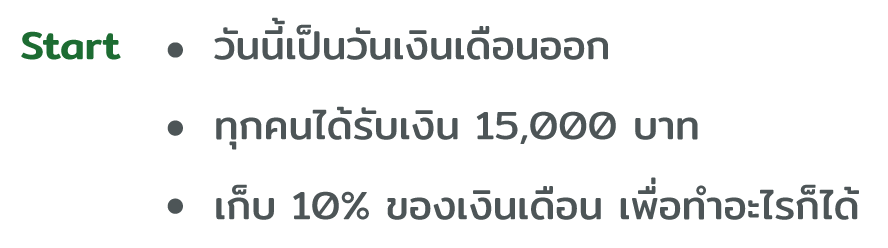 Start • วันนี้เป็นวันเงินเดือนออก
• ทุกคนได้รับเงิน 15,000 บาท
• เก็บ 10% ของเงินเดือน เพื่อทำอะไรก็ได้